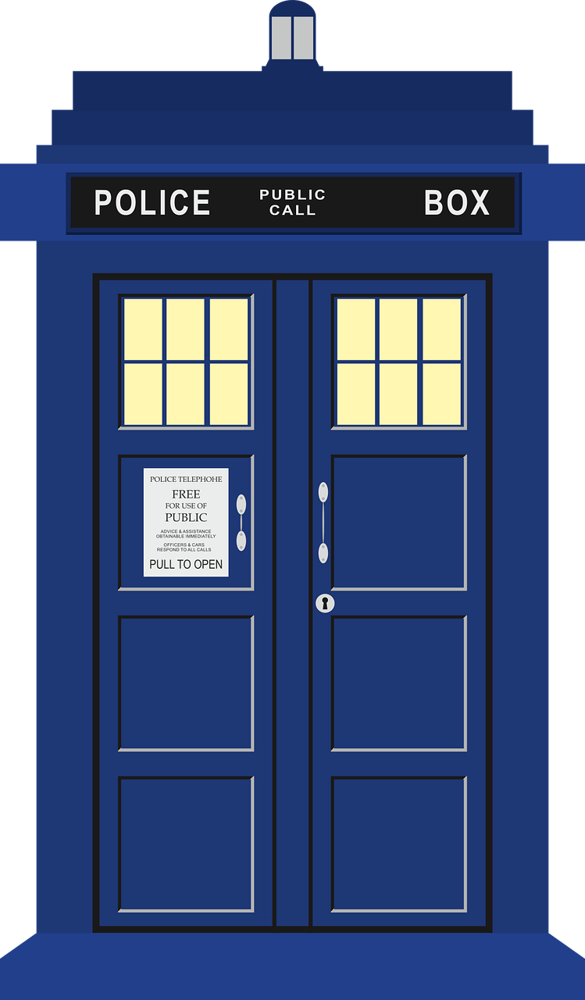 POLICE PUBLIC CALL BOX
POLICE TELEPHOHE
FREE
FOR USE OF
PUBLIC
ADVICE & ASSISTANCE
OBTAINABLE IMMEDIATELY
OFFICERS & CARS
RESPOND TO ALL CALLS
PULL TO OPEN